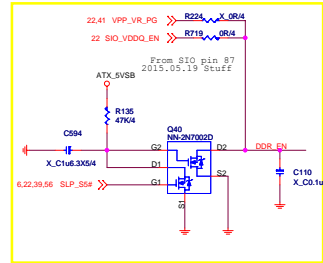 R224 X_0R/4
22,41 VPP_VR_PG
R719 0R/4
22 SIO_VDDQ_EN
From SIO pin 87
2015.05.19 Stuff
ATX_5VSB
R135
47K/4
C594
X_C1u6.3X5/4
Q40
NN-2N7002D
G2 D2 DDR_EN
D1 S2
6,22,39,56 SLP_S5# G1
S1
C110
X_C0.1u